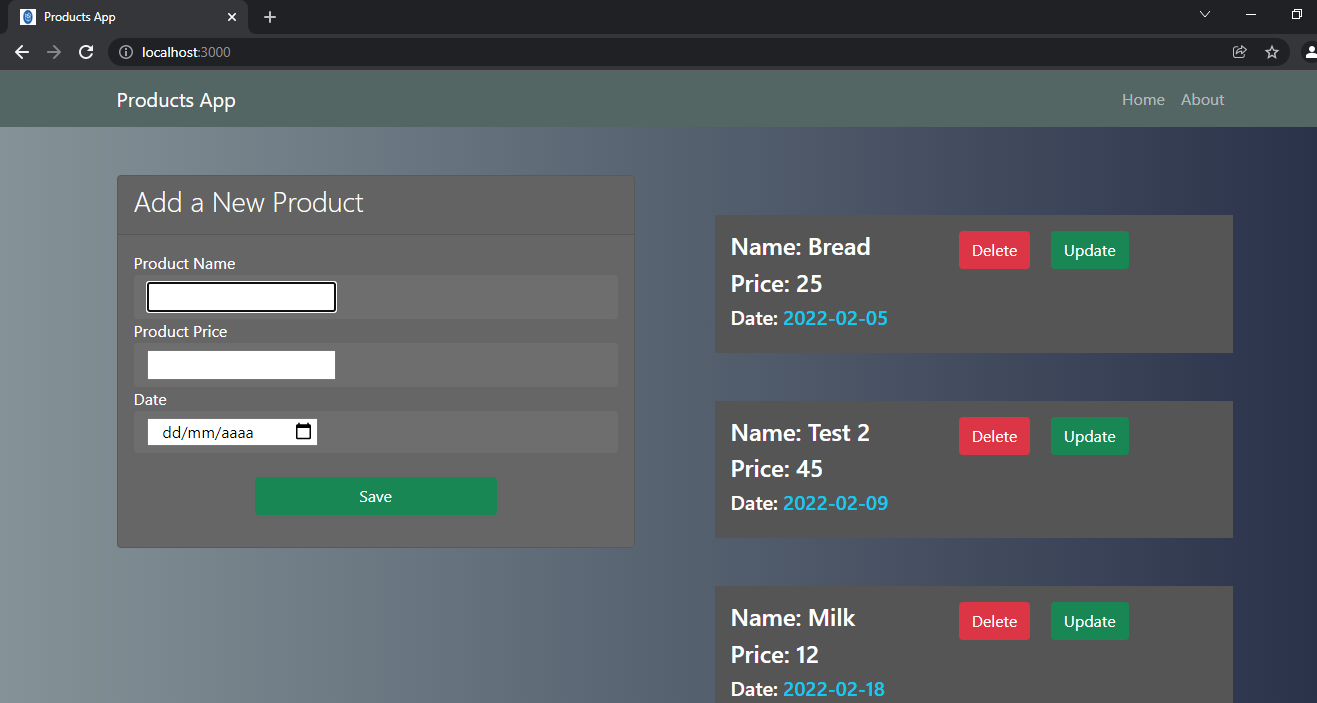 Products App
localhost:3000
Products App
Home About
Add a New Product
Product Name
Product Price
Date
dd/mm/aaaa
Save
Name: Bread
Delete Update
Price: 25
Date: 2022-02-05
Name: Test 2
Delete Update
Price: 45
Date: 2022-02-09
Name: Milk
Delete Update
Price: 12
Date: 2022-02-18